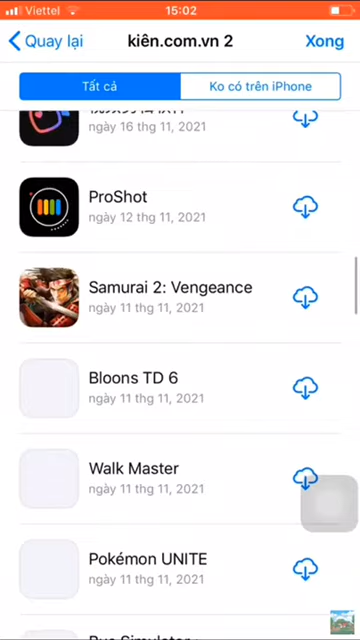 Viettel
15:02
Quay lại
kiên.com.vn 2
Xong
Tất cả
Ko có trên iPhone
ngày 16 thg 11, 2021
ProShot
ngày 12 thg 11, 2021
Samurai 2: Vengeance
ngày 11 thg 11, 2021
Bloons TD 6
ngày 11 thg 11, 2021
Walk Master
ngày 11 thg 11, 2021
Pokémon UNITE
ngày 11 thg 11, 2021